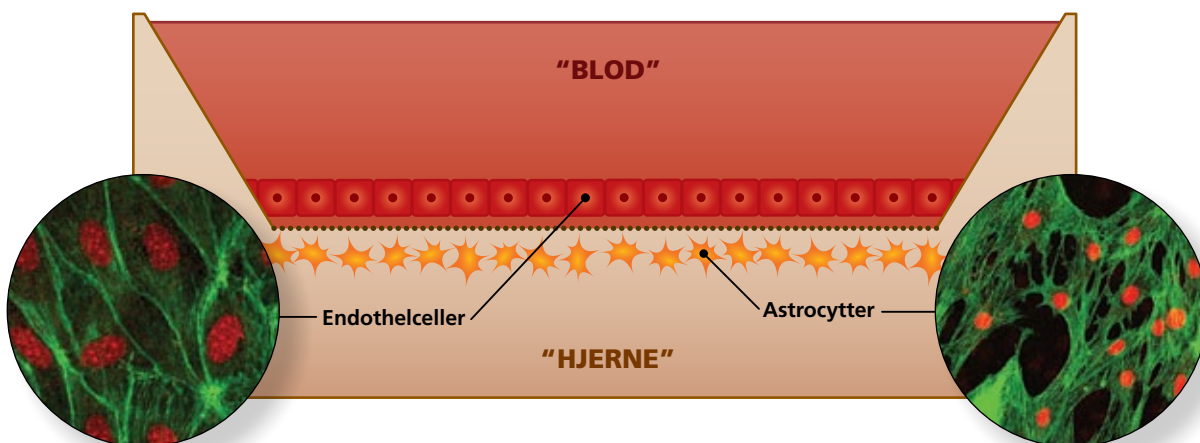 “BLOD”
Endothelceller
Astrocytter
“HJERNE”